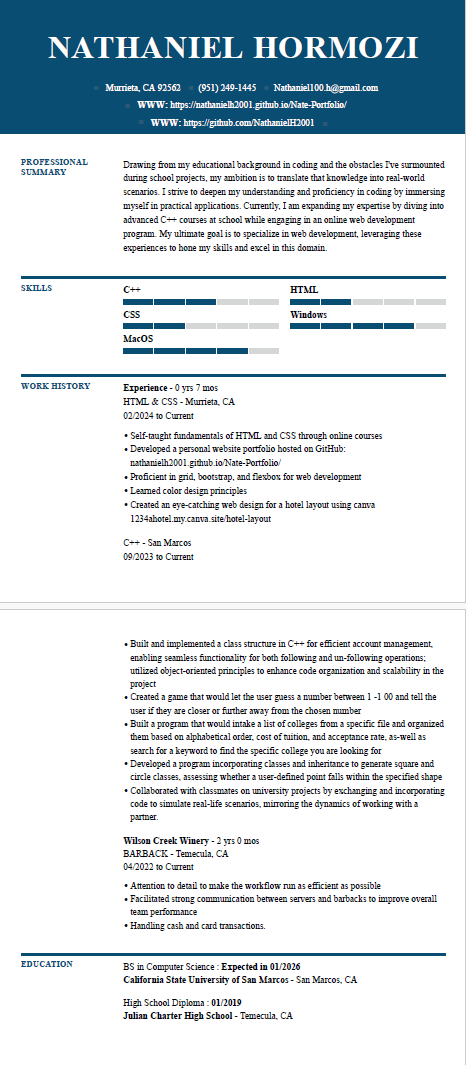 NATHANIEL HORMOZI
Murrieta, CA 92562 (951) 249-1445 Nathaniel100.h@gmail.com
WWW: https://nathanielh2001.github.io/Nate-Portfolio/
WWW: https://github.com/NathanielH2001
PROFESSIONAL
SUMMARY
Drawing from my educational background in coding and the obstacles I've surmounted
during school projects, my ambition is to translate that knowledge into real-world
scenarios. I strive to deepen my understanding and proficiency in coding by immersing
myself in practical applications. Currently, I am expanding my expertise by diving into
advanced C++ courses at school while engaging in an online web development
program. My ultimate goal is to specialize in web development, leveraging these
experiences to hone my skills and excel in this domain.
SKILLS
C++ HTML
CSS Windows
MacOS
WORK HISTORY
Experience - 0 yrs 7 mos
HTML & CSS - Murrieta, CA
02/2024 to Current
• Self-taught fundamentals of HTML and CSS through online courses
• Developed a personal website portfolio hosted on GitHub:
nathanielh2001.github.io/Nate-Portfolio/
• Proficient in grid, bootstrap, and flexbox for web development
• Learned color design principles
• Created an eye-catching web design for a hotel layout using canva
1234ahotel.my.canva.site/hotel-layout
C++ - San Marcos
09/2023 to Current
• Built and implemented a class structure in C++ for efficient account management,
enabling seamless functionality for both following and un-following operations;
utilized object-oriented principles to enhance code organization and scalability in the
project
• Created a game that would let the user guess a number between 1 -1 00 and tell the
user if they are closer or further away from the chosen number
• Built a program that would intake a list of colleges from a specific file and organized
them based on alphabetical order, cost of tuition, and acceptance rate, as-well as
search for a keyword to find the specific college you are looking for
• Developed a program incorporating classes and inheritance to generate square and
circle classes, assessing whether a user-defined point falls within the specified shape
• Collaborated with classmates on university projects by exchanging and incorporating
code to simulate real-life scenarios, mirroring the dynamics of working with a
partner.
Wilson Creek Winery - 2 yrs 0 mos
BARBACK - Temecula, CA
04/2022 to Current
• Attention to detail to make the workflow run as efficient as possible
• Facilitated strong communication between servers and barbacks to improve overall
team performance
• Handling cash and card transactions.
EDUCATION
BS in Computer Science : Expected in 01/2026
California State University of San Marcos - San Marcos, CA
High School Diploma : 01/2019
Julian Charter High School - Temecula, CA